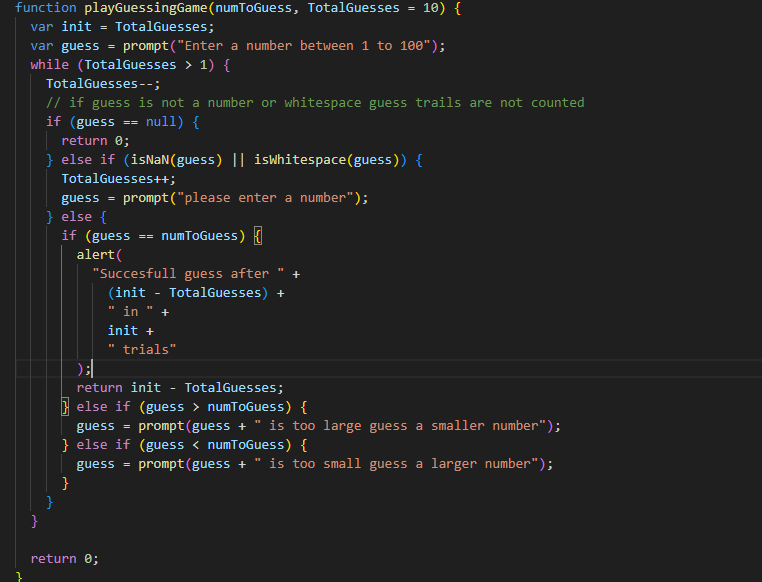 function playGuessingGame(numToGuess, TotalGuesses = 10) {
  var init = TotalGuesses;
  var guess = prompt("Enter a number between 1 to 100");
  while (TotalGuesses > 1) {
    TotalGuesses--;
    // if guess is not a number or whitespace guess trails are not counted
    if (guess == null) {
      return 0;
    } else if (isNaN(guess) || isWhitespace(guess)) {
      TotalGuesses++;
      guess = prompt("please enter a number");
    } else {
      if (guess == numToGuess) {
        alert(
          "Succesfull guess after " +
            (init - TotalGuesses) +
            " in " +
            init +
            " trials"
        );
        return init - TotalGuesses;
      } else if (guess > numToGuess) {
        guess = prompt(guess + " is too large guess a smaller number");
      } else if (guess < numToGuess) {
        guess = prompt(guess + " is too small guess a larger number");
      }
    }
  }

  return 0;
}